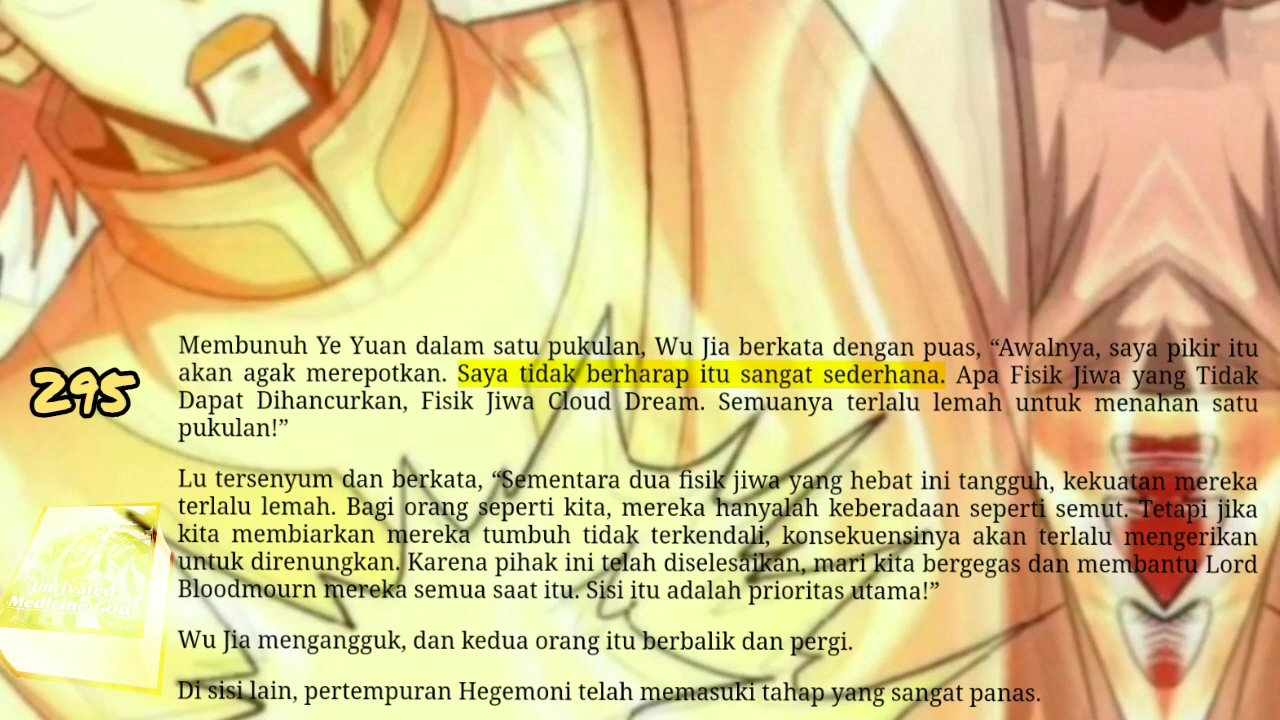 Membunuh Ye Yuan dalam satu pukulan, Wu Jia berkata dengan puas, “Awalnya, saya pikir itu
akan agak merepotkan. Saya tidak berharap itu sangat sederhana. Apa Fisik Jiwa yang Tidak
Dapat Dihancurkan, Fisik Jiwa Cloud Dream. Semuanya terlalu lemah untuk menahan satu
pukulan!”
295
Lu tersenyum dan berkata, “Sementara dua fisik jiwa yang hebat ini tangguh, kekuatan mereka
terlalu lemah. Bagi orang seperti kita, mereka hanyalah keberadaan seperti semut. Tetapi jika
kita membiarkan mereka tumbuh tidak terkendali, konsekuensinya akan terlalu mengerikan
untuk direnungkan. Karena pihak ini telah diselesaikan, mari kita bergegas dan membantu Lord
Bloodmourn mereka semua saat itu. Sisi itu adalah prioritas utama!”
Unrivaled
Medicine God
Wu Jia mengangguk, dan kedua orang itu berbalik dan pergi.
Di sisi lain, pertempuran Hegemoni telah memasuki tahap yang sangat panas.